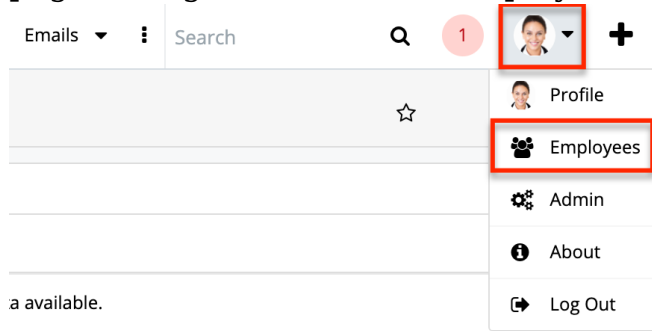 Emails
Search
1
Profile
Employees
Admin
About
Log Out
a available.